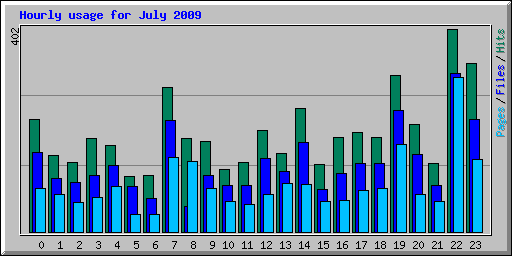 Hourly usage for July 2009
402
Pages / Files / Hits
0 1 2 3 4 5 6 7 8 9 10 11 12 13 14 15 16 17 18 19 20 21 22 23